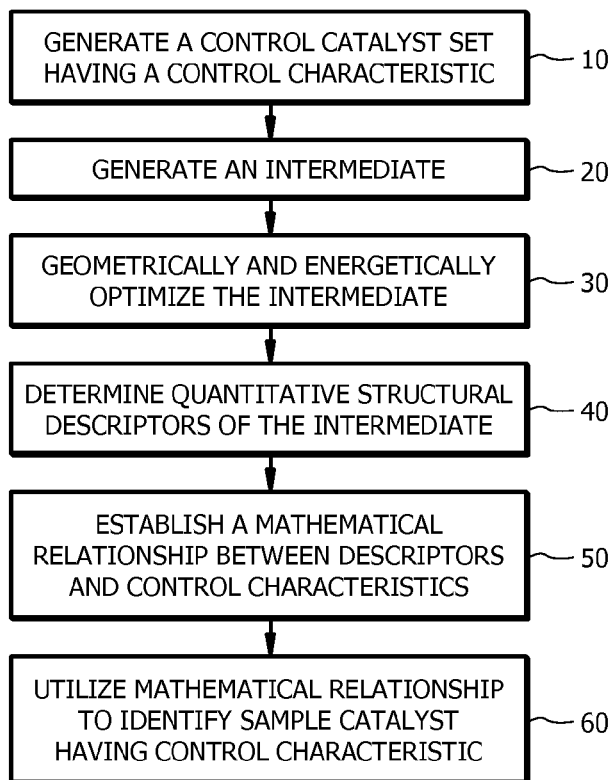 GENERATE A CONTROL CATALYST SET
HAVING A CONTROL CHARACTERISTIC
10
GENERATE AN INTERMEDIATE
20
GEOMETRICALLY AND ENERGETICALLY
OPTIMIZE THE INTERMEDIATE
30
DETERMINE QUANTITATIVE STRUCTURAL
DESCRIPTORS OF THE INTERMEDIATE
40
ESTABLISH A MATHEMATICAL
RELATIONSHIP BETWEEN DESCRIPTORS
AND CONTROL CHARACTERISTICS
50
UTILIZE MATHEMATICAL RELATIONSHIP
TO IDENTIFY SAMPLE CATALYST
HAVING CONTROL CHARACTERISTIC
60